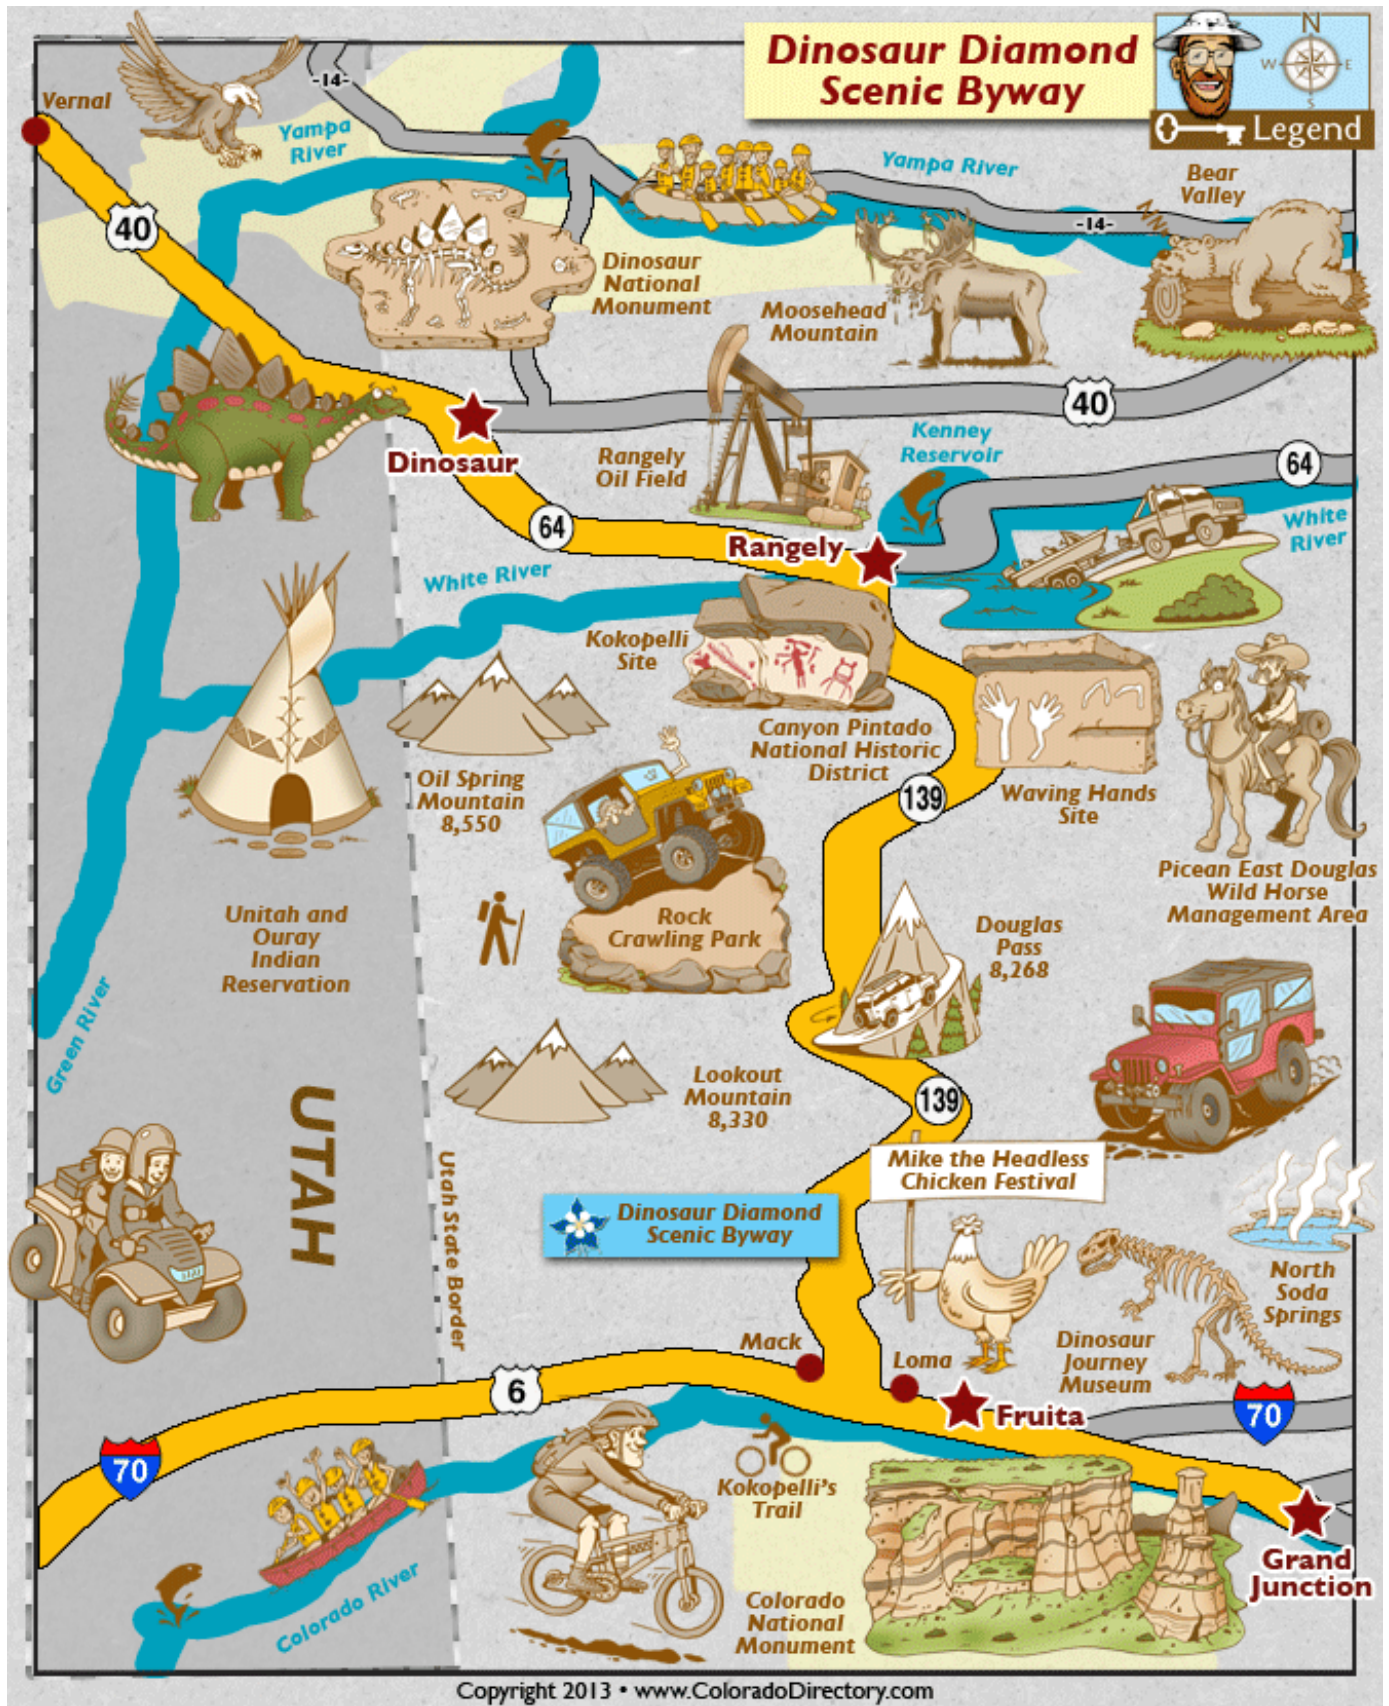 Dinosaur Diamond
Scenic Byway
N
W
E
S
Legend
Vernal
-14-
Yampa
River
Yampa River
Bear
Valley
40
-14-
Dinosaur
National
Monument
Moosehead
Mountain
40
Kenney
Reservoir
Dinosaur
Rangely
Oil Field
64
64
White
River
Rangely
White River
Kokopelli
Site
Canyon Pintado
National Historic
District
Oil Spring
Mountain
8,550
139
Waving Hands
Site
Picean East Douglas
Wild Horse
Management Area
Unitah and
Ouray
Indian
Reservation
Rock
Crawling Park
Douglas
Pass
8,268
Green River
Lookout
Mountain
8,330
139
UTAH
Utah State Border
Mike the Headless
Chicken Festival
Dinosaur Diamond
Scenic Byway
North
Soda
Springs
Mack
Loma
Dinosaur
Journey
Museum
6
Fruita
70
70
Kokopelli's
Trail
Grand
Junction
Colorado River
Colorado
National
Monument
Copyright 2013 • www.ColoradoDirectory.com